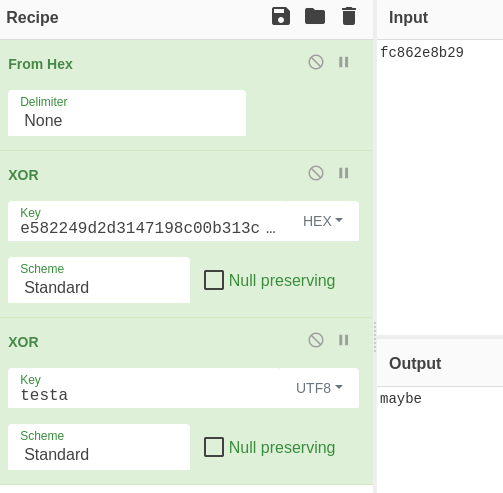 Recipe
From Hex
Delimiter
None
XOR
Key
e582249d2d3147198c00b313c …
HEX
Scheme
Standard
Null preserving
XOR
Key
testa
UTF8
Scheme
Standard
Null preserving
Input
fc862e8b29
Output
maybe